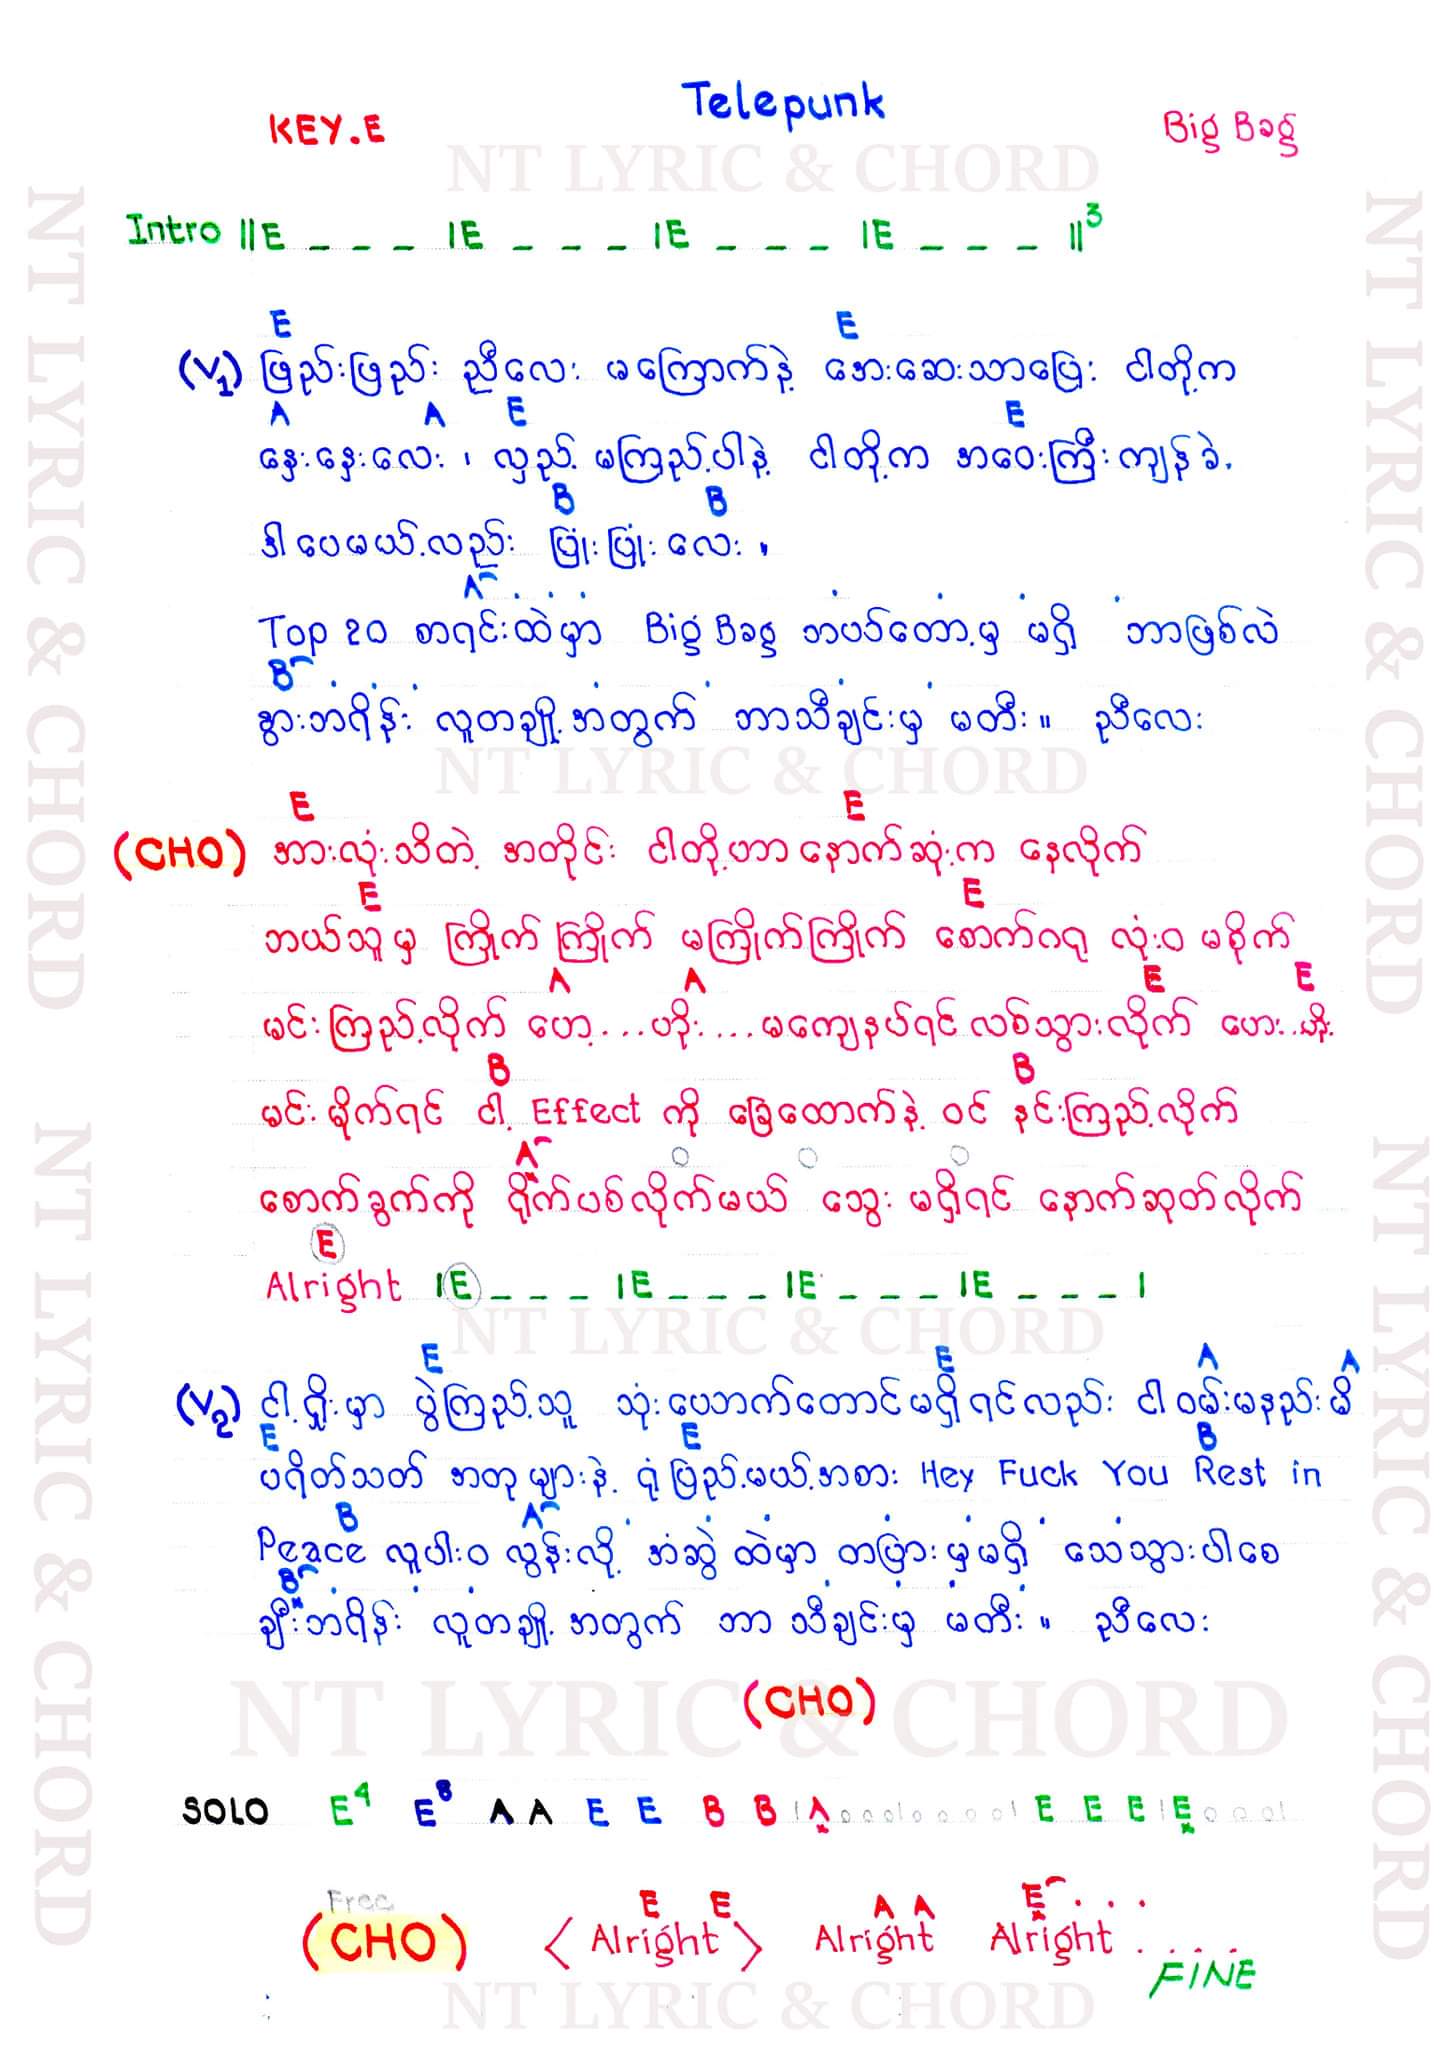 Telepunk
KEY.E
Big Bag
NT LYRIC & CHORD
Intro ||E _ _ _ |E _ _ _ |E _ _ _ |E _ _ _ ||3
E E
(V1) ဖြည်းဖြည်း ညီလေး မကြောက်နဲ့ အေးဆေးသာပြေး ငါတို့က
A A E E
နှေးနှေးလေး ၊ လှည့် မကြည့်ပါနဲ့ ငါတို့က အဝေးကြီးကျန်ခဲ့
B B
ဒါပေမယ့်လည်း ပြုံးပြုံးလေး ။
A
Top 20 စာရင်းထဲမှာ Big Bag ဘယ်တော့မှ မရှိ ဘာဖြစ်လဲ
B
နွားဘရိန်း လူတချို့အတွက် ဘာသီချင်းမှ မတီး။ ညီလေး
NT LYRIC & CHORD
E E
(CHO) အားလုံးသိတဲ့ အတိုင်း ငါတို့ဟာနောက်ဆုံးက နေလိုက်
E E
ဘယ်သူမှ ကြိုက်ကြိုက် မကြိုက်ကြိုက် စောက်ဂရု လုံးဝ မစိုက်
A A E E
မင်းကြည့်လိုက် ဟေ့...ဟိုး...မကျေနပ်ရင်လစ်သွားလိုက် ဟေး..ဟိုး
B B
မင်းမိုက်ရင် ငါ့ Effect ကို ခြေထောက်နဲ့ ဝင် နင်းကြည့်လိုက်
A
စောက်ခွက်ကို ရိုက်ပစ်လိုက်မယ် သွေး မရှိရင် နောက်ဆုတ်လိုက်
E
Alright |E _ _ _ |E _ _ _ |E _ _ _ |E _ _ _ |
NT LYRIC & CHORD
E E A A
(V2) ငါ့ရှိုးမှာ ပွဲကြည့်သူ သုံးပေဘက်တောင်မရှိရင်လည်း ငါဝမ်းမနည်းမိ
E E B
ပရိတ်သတ် အတုများနဲ့ ရုံပြည့်မယ့်အစား Hey Fuck You Rest in
B A
Peace လူပါးဝ လွန်းလို့ အံဆွဲထဲမှာ တပြားမှမရှိ သေသွားပါစေ
B
ချီးဘရိန်း လူတချို့အတွက် ဘာ သီချင်းမှ မတီး။ ညီလေး
(CHO)
NT LYRIC & CHORD
SOLO E4 E8 A A E E B B |A E E E |E
Free
E E A A E
(CHO) < Alright > Alright Alright ....
FINE
NT LYRIC & CHORD
NT LYRIC & CHORD
NT LYRIC & CHORD
NT LYRIC & CHORD
NT LYRIC & CHORD